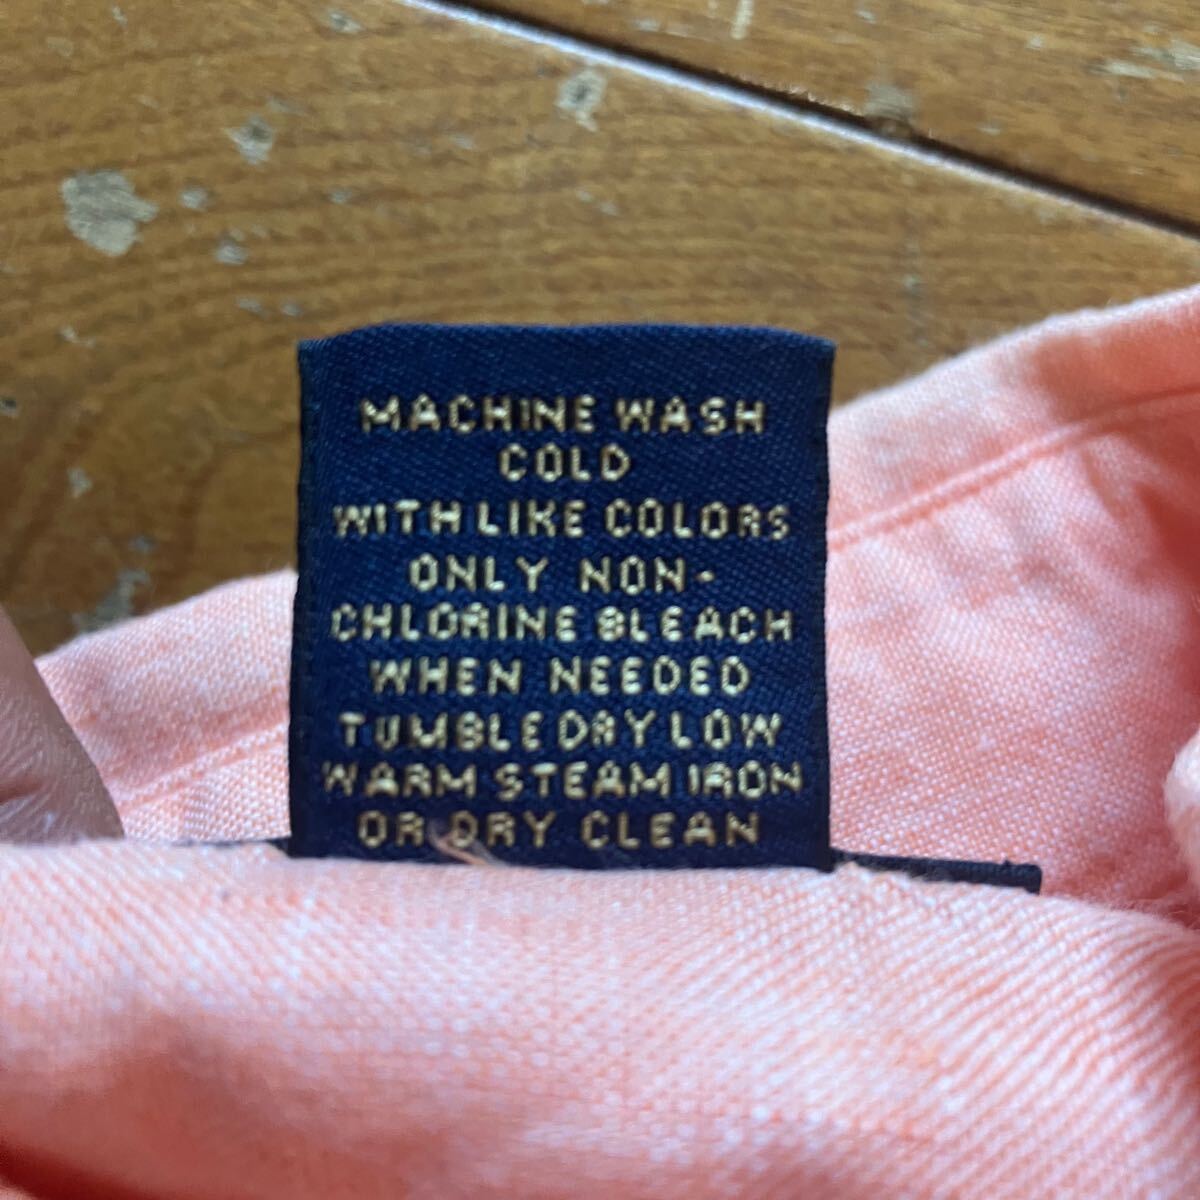 MACHINE WASH
COLD
WITH LIKE COLORS
ONLY NON-
CHLORINE BLEACH
WHEN NEEDED
TUMBLE DRY LOW
WARM STEAM IRON
OR DRY CLEAN